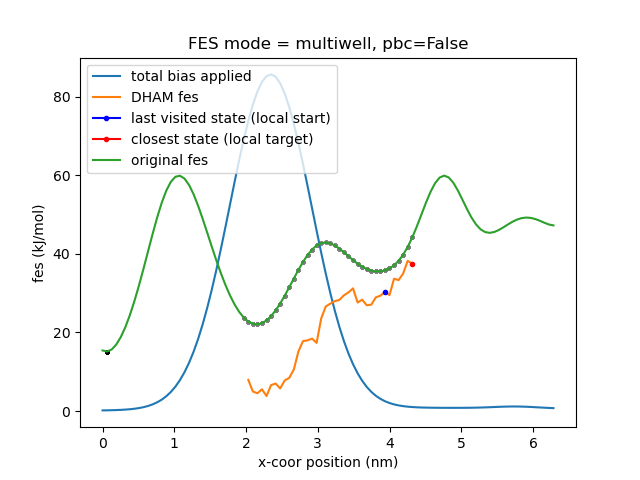 FES mode = multiwell, pbc=False
total bias applied
DHAM fes
last visited state (local start)
closest state (local target)
original fes
fes (kJ/mol)
80
60
40
20
0
0 1 2 3 4 5 6
x-coor position (nm)